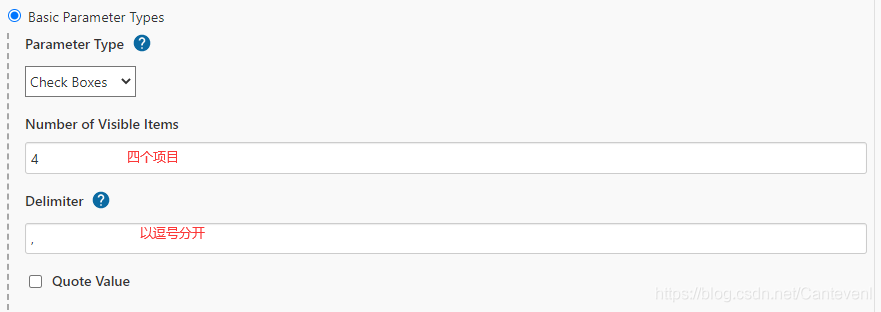 Basic Parameter Types
Parameter Type ?
Check Boxes
Number of Visible Items
4 四个项目
Delimiter ?
, 以逗号分开
Quote Value
https://blog.csdn.net/Canteveni